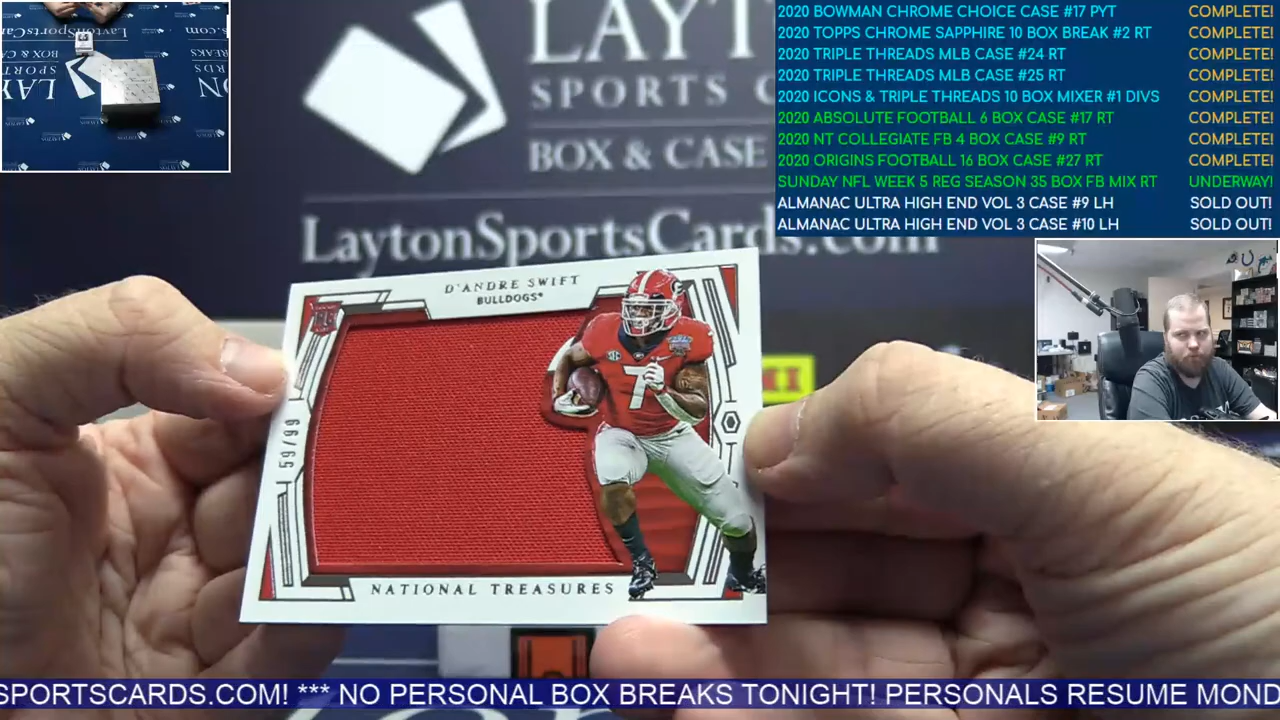 2020 BOWMAN CHROME CHOICE CASE #17 PYT COMPLETE!
2020 TOPPS CHROME SAPPHIRE 10 BOX BREAK #2 RT COMPLETE!
2020 TRIPLE THREADS MLB CASE #24 RT COMPLETE!
2020 TRIPLE THREADS MLB CASE #25 RT COMPLETE!
2020 ICONS & TRIPLE THREADS 10 BOX MIXER #1 DIVS COMPLETE!
2020 ABSOLUTE FOOTBALL 6 BOX CASE #17 RT COMPLETE!
2020 NT COLLEGIATE FB 4 BOX CASE #9 RT COMPLETE!
2020 ORIGINS FOOTBALL 16 BOX CASE #27 RT COMPLETE!
SUNDAY NFL WEEK 5 REG SEASON 35 BOX FB MIX RT UNDERWAY!
ALMANAC ULTRA HIGH END VOL 3 CASE #9 LH SOLD OUT!
ALMANAC ULTRA HIGH END VOL 3 CASE #10 LH SOLD OUT!
LAYT
SPORTS C
BOX & CASE
LaytonSportsCards.com
D'ANDRE SWIFT
BULLDOGS
7
59/99
NATIONAL TREASURES
SPORTSCARDS.COM! *** NO PERSONAL BOX BREAKS TONIGHT! PERSONALS RESUME MOND